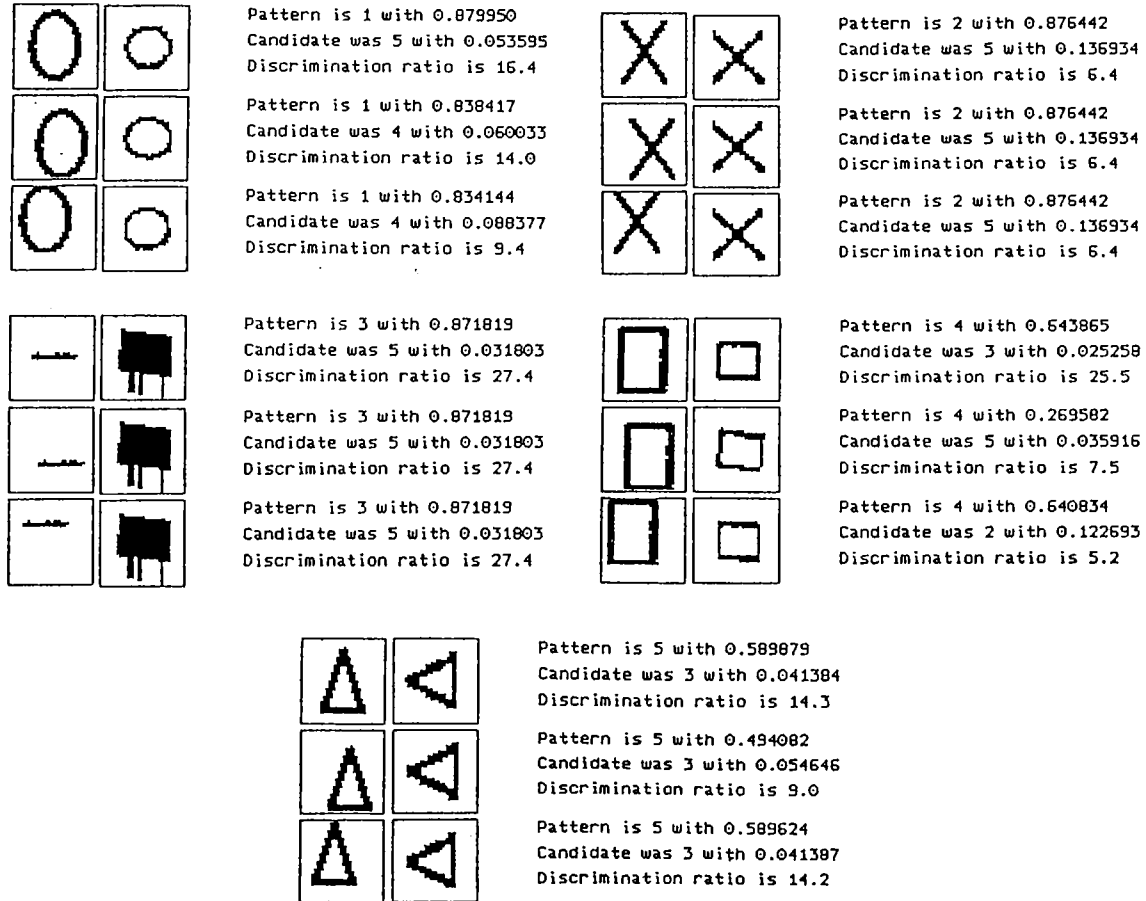 Pattern is 1 with 0.879950
Candidate was 5 with 0.053595
Discrimination ratio is 16.4
Pattern is 1 with 0.838417
Candidate was 4 with 0.060033
Discrimination ratio is 14.0
Pattern is 1 with 0.834144
Candidate was 4 with 0.088377
Discrimination ratio is 9.4
Pattern is 2 with 0.876442
Candidate was 5 with 0.136934
Discrimination ratio is 6.4
Pattern is 2 with 0.876442
Candidate was 5 with 0.136934
Discrimination ratio is 6.4
Pattern is 2 with 0.876442
Candidate was 5 with 0.136934
Discrimination ratio is 6.4
Pattern is 3 with 0.871819
Candidate was 5 with 0.031803
Discrimination ratio is 27.4
Pattern is 3 with 0.871819
Candidate was 5 with 0.031803
Discrimination ratio is 27.4
Pattern is 3 with 0.871819
Candidate was 5 with 0.031803
Discrimination ratio is 27.4
Pattern is 4 with 0.643865
Candidate was 3 with 0.025258
Discrimination ratio is 25.5
Pattern is 4 with 0.269582
Candidate was 5 with 0.035916
Discrimination ratio is 7.5
Pattern is 4 with 0.640834
Candidate was 2 with 0.122693
Discrimination ratio is 5.2
Pattern is 5 with 0.589879
Candidate was 3 with 0.041384
Discrimination ratio is 14.3
Pattern is 5 with 0.494082
Candidate was 3 with 0.054646
Discrimination ratio is 9.0
Pattern is 5 with 0.589624
Candidate was 3 with 0.041387
Discrimination ratio is 14.2